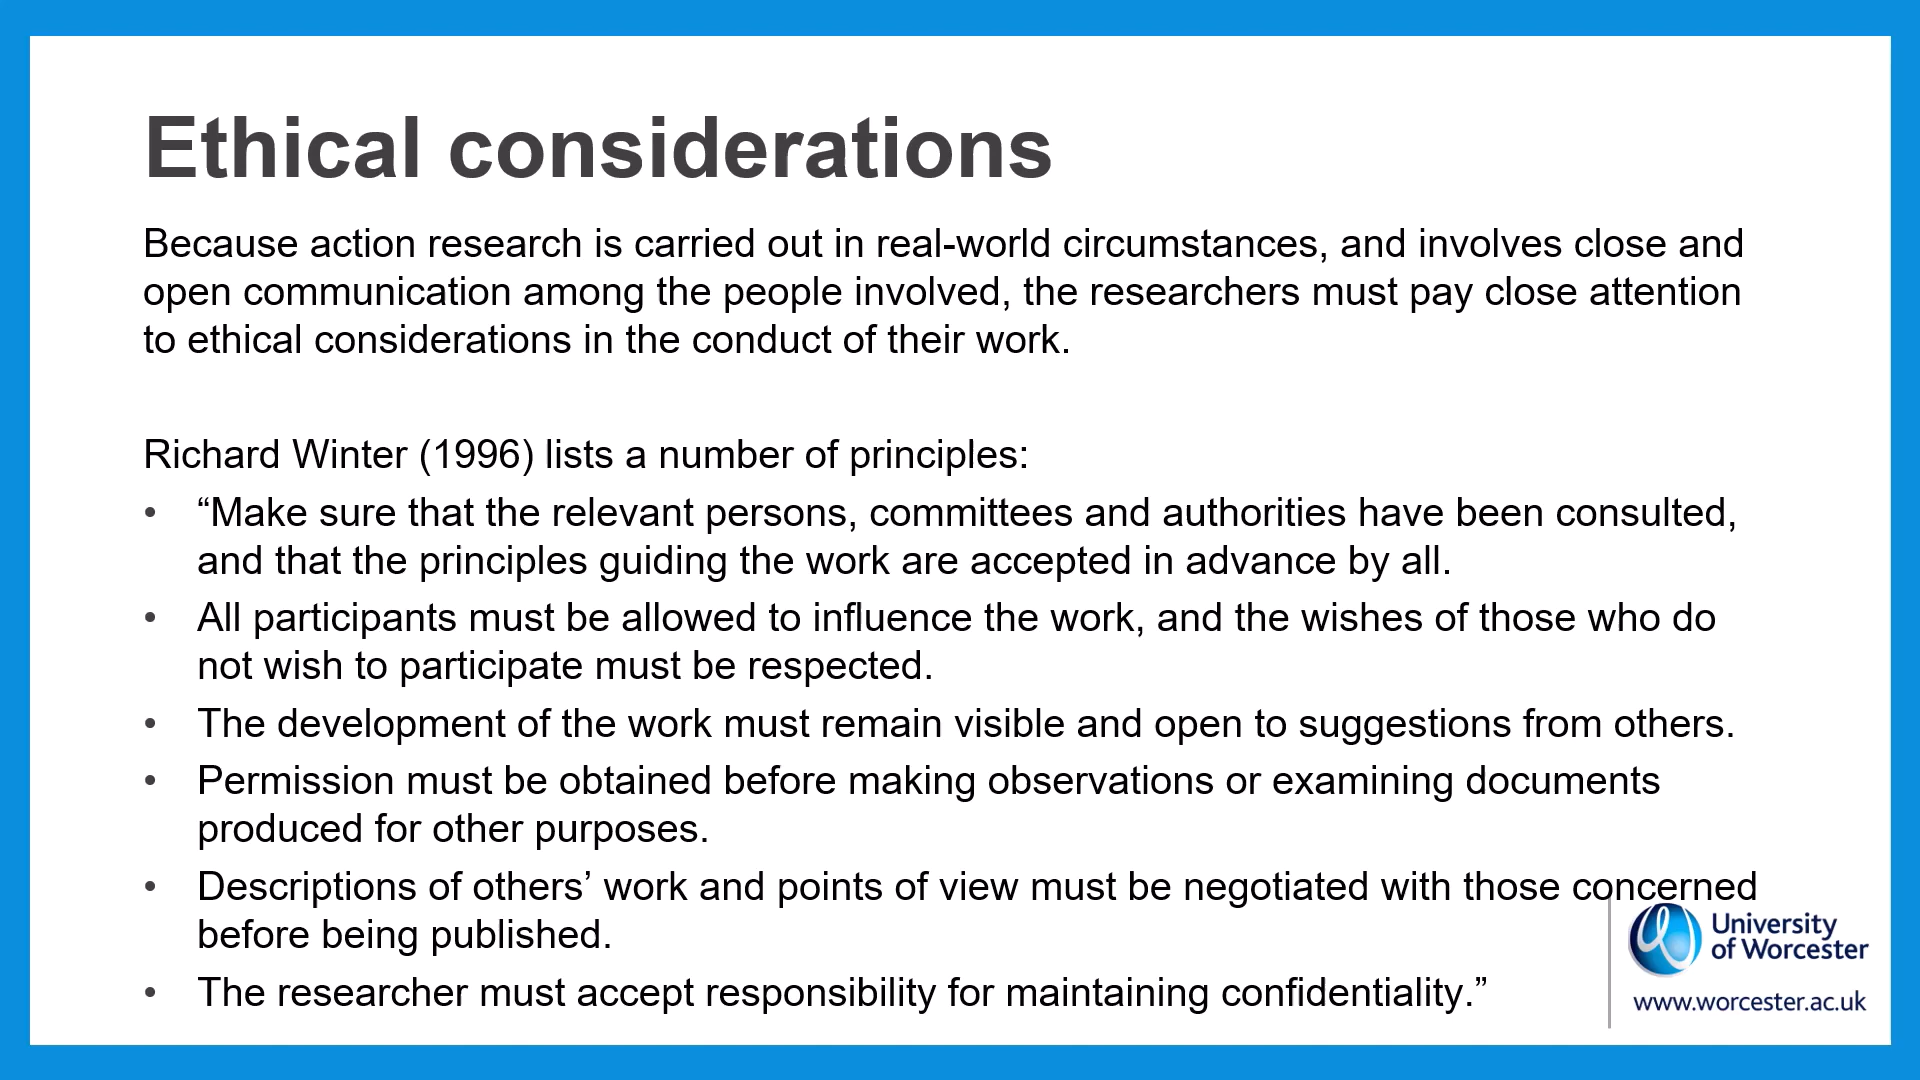 Ethical considerations
Because action research is carried out in real-world circumstances, and involves close and
open communication among the people involved, the researchers must pay close attention
to ethical considerations in the conduct of their work.
Richard Winter (1996) lists a number of principles:
• “Make sure that the relevant persons, committees and authorities have been consulted,
and that the principles guiding the work are accepted in advance by all.
• All participants must be allowed to influence the work, and the wishes of those who do
not wish to participate must be respected.
• The development of the work must remain visible and open to suggestions from others.
• Permission must be obtained before making observations or examining documents
produced for other purposes.
• Descriptions of others’ work and points of view must be negotiated with those concerned
before being published.
• The researcher must accept responsibility for maintaining confidentiality.”
University
of Worcester
www.worcester.ac.uk